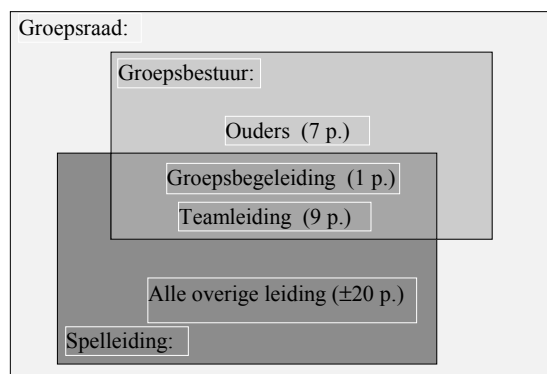 Groepsraad:
Groepsbestuur:
Ouders (7 p.)
Groepsbegeleiding (1 p.)
Teamleiding (9 p.)
Alle overige leiding (±20 p.)
Spelleiding: